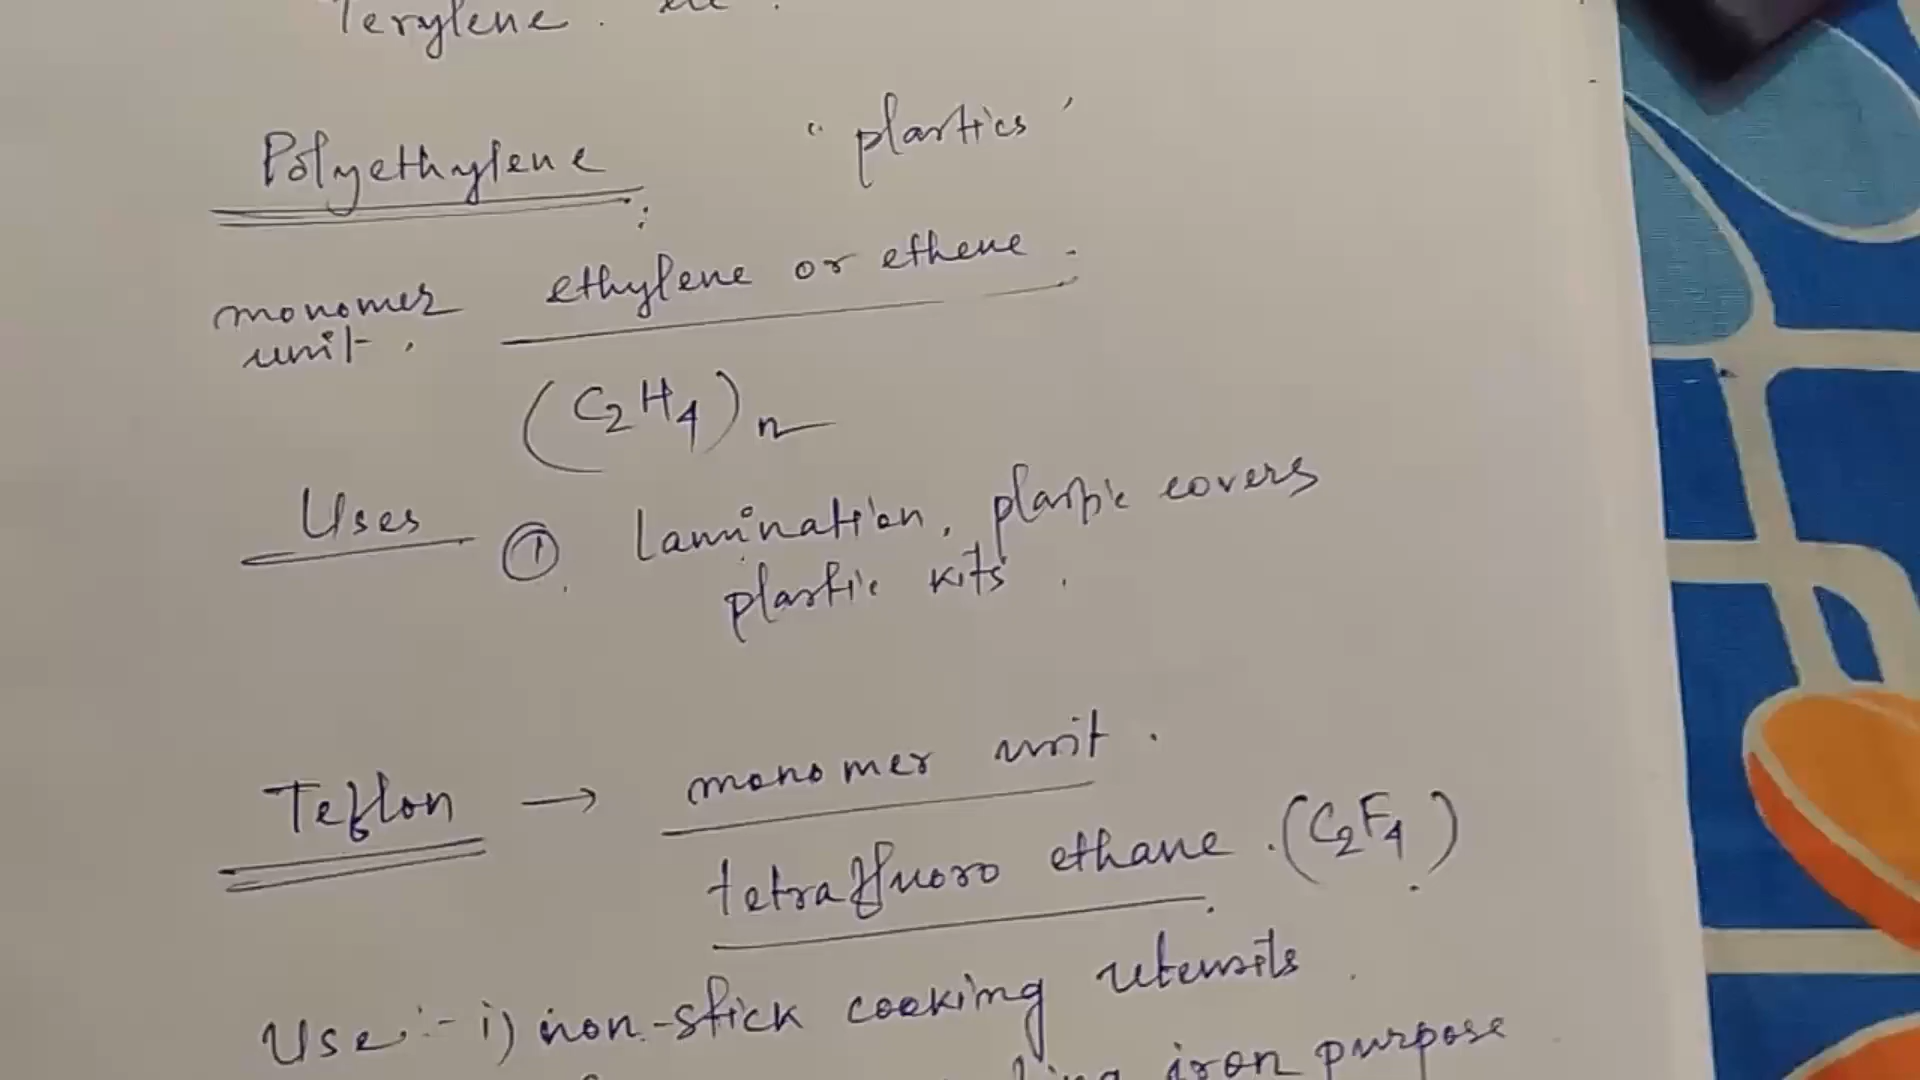 Terylene.
Polyethylene : "plastics"
monomer unit. ethylene or ethene.
(C2H4)n
Uses ① Lamination, plastic covers
plastic kits.
Teflon → monomer unit.
tetrafluoro ethane. (C2F4)
Use:- i) non-stick cooking utensils
iron purpose